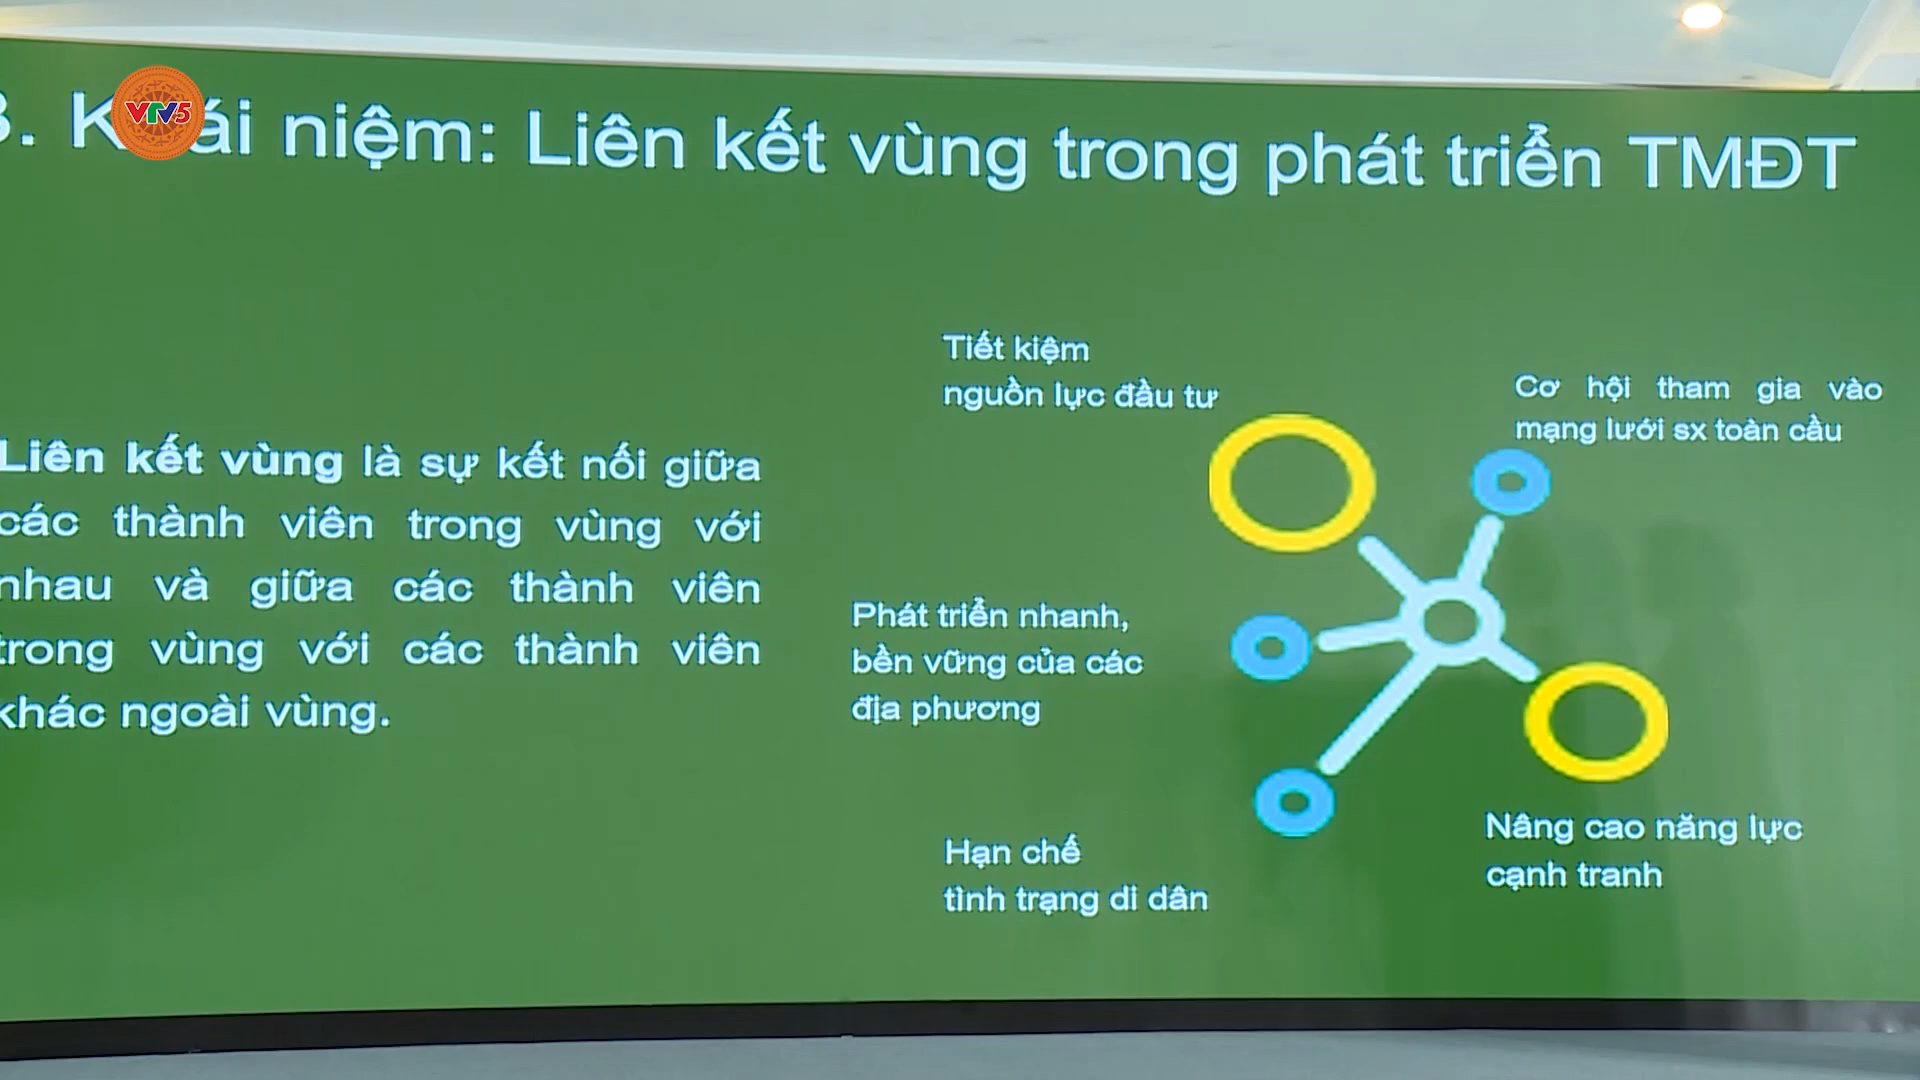 VTV5
3. Khái niệm: Liên kết vùng trong phát triển TMĐT
Liên kết vùng là sự kết nối giữa
các thành viên trong vùng với
nhau và giữa các thành viên
trong vùng với các thành viên
khác ngoài vùng.
Tiết kiệm
nguồn lực đầu tư
Cơ hội tham gia vào
mạng lưới sx toàn cầu
Phát triển nhanh,
bền vững của các
địa phương
Hạn chế
tình trạng di dân
Nâng cao năng lực
cạnh tranh